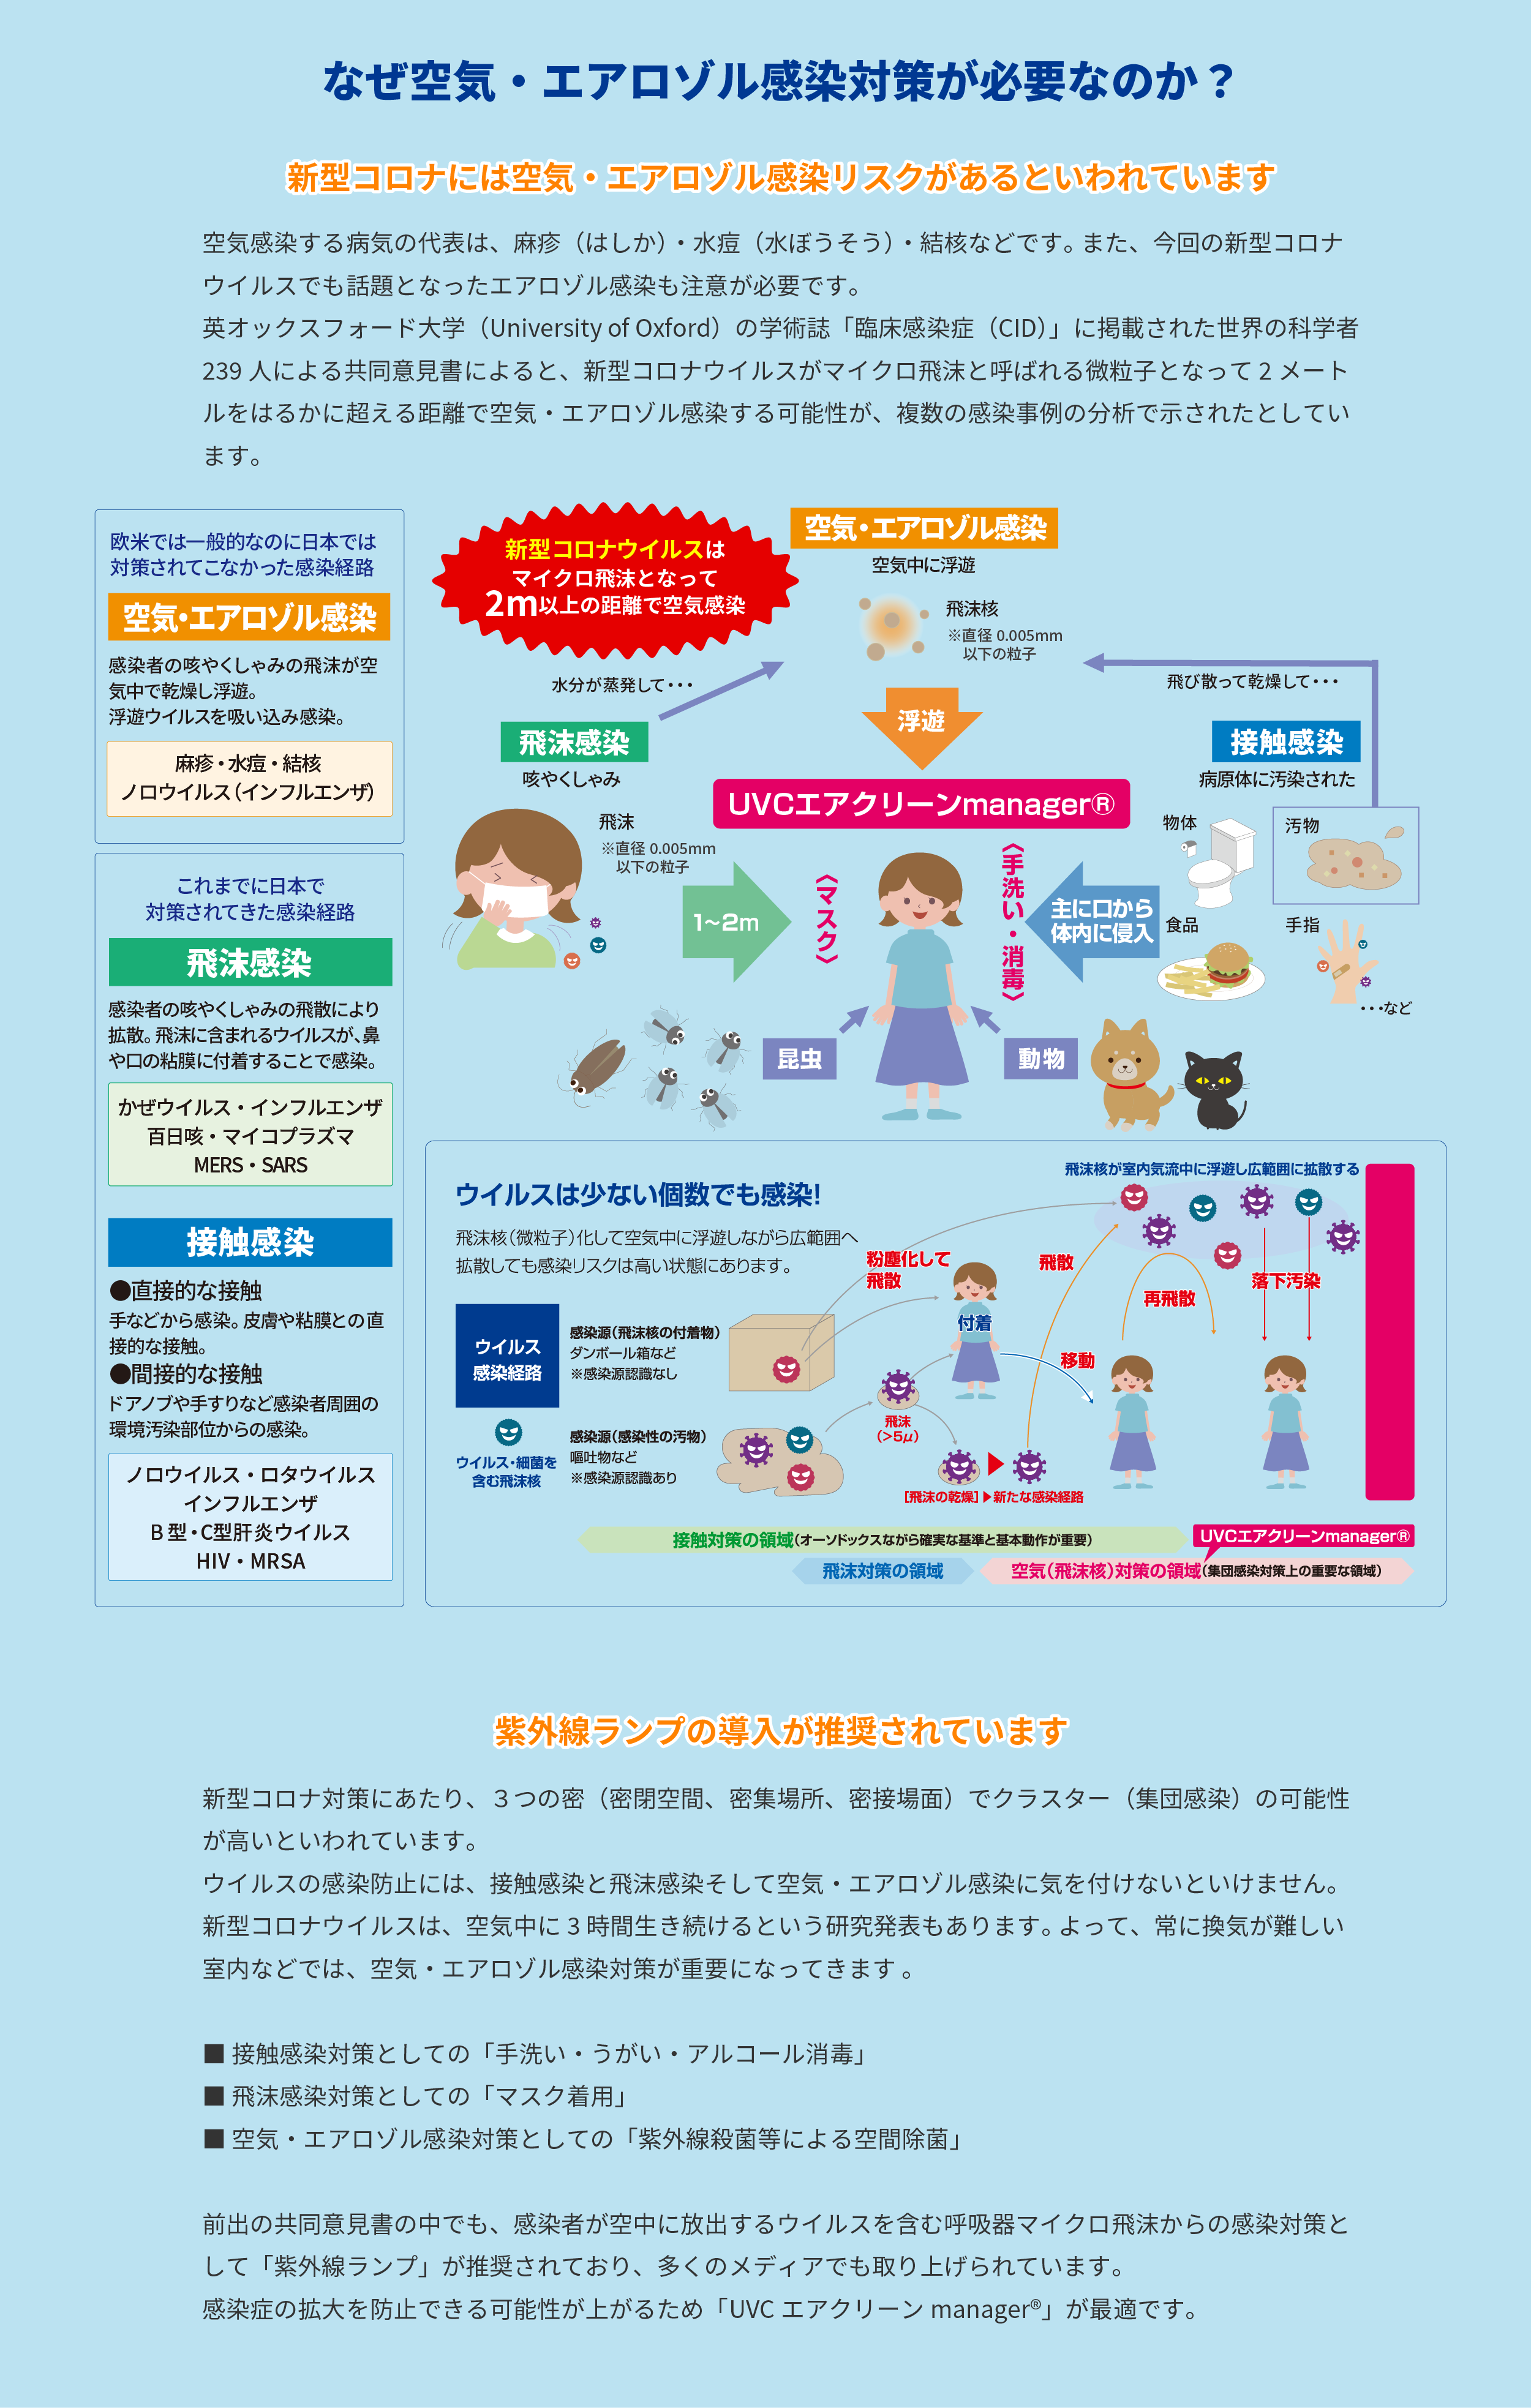 なぜ空気・エアロゾル感染対策が必要なのか？
新型コロナには空気・エアロゾル感染リスクがあるといわれています
空気感染する病気の代表は、麻疹（はしか）・水痘（水ぼうそう）・結核などです。また、今回の新型コロナ
ウイルスでも話題となったエアロゾル感染も注意が必要です。
英オックスフォード大学（University of Oxford）の学術誌「臨床感染症（CID）」に掲載された世界の科学者
239 人による共同意見書によると、新型コロナウイルスがマイクロ飛沫と呼ばれる微粒子となって 2 メート
ルをはるかに超える距離で空気・エアロゾル感染する可能性が、複数の感染事例の分析で示されたとしてい
ます。
欧米では一般的なのに日本では
対策されてこなかった感染経路
空気・エアロゾル感染
感染者の咳やくしゃみの飛沫が空
気中で乾燥し浮遊。
浮遊ウイルスを吸い込み感染。
麻疹・水痘・結核
ノロウイルス（インフルエンザ）
これまでに日本で
対策されてきた感染経路
飛沫感染
感染者の咳やくしゃみの飛散により
拡散。飛沫に含まれるウイルスが、鼻
や口の粘膜に付着することで感染。
かぜウイルス・インフルエンザ
百日咳・マイコプラズマ
MERS・SARS
接触感染
●直接的な接触
手などから感染。皮膚や粘膜との直
接的な接触。
●間接的な接触
ドアノブや手すりなど感染者周囲の
環境汚染部位からの感染。
ノロウイルス・ロタウイルス
インフルエンザ
B 型・C型肝炎ウイルス
HIV・MRSA
新型コロナウイルスは
マイクロ飛沫となって
2m以上の距離で空気感染
空気・エアロゾル感染
空気中に浮遊
飛沫核
※直径 0.005mm
以下の粒子
水分が蒸発して・・・
飛び散って乾燥して・・・
浮遊
飛沫感染
咳やくしゃみ
接触感染
病原体に汚染された
UVCエアクリーンmanager®
飛沫
※直径 0.005mm
以下の粒子
1〜2m
〈マスク〉
〈手洗い・消毒〉
主に口から
体内に侵入
物体
汚物
食品
手指
・・・など
昆虫
動物
ウイルスは少ない個数でも感染!
飛沫核（微粒子）化して空気中に浮遊しながら広範囲へ
拡散しても感染リスクは高い状態にあります。
飛沫核が室内気流中に浮遊し広範囲に拡散する
粉塵化して
飛散
飛散
再飛散
落下汚染
付着
移動
ウイルス
感染経路
感染源（飛沫核の付着物）
ダンボール箱など
※感染源認識なし
ウイルス・細菌を
含む飛沫核
感染源（感染性の汚物）
嘔吐物など
※感染源認識あり
飛沫
（>5μ）
［飛沫の乾燥］▶新たな感染経路
接触対策の領域（オーソドックスながら確実な基準と基本動作が重要）
UVCエアクリーンmanager®
飛沫対策の領域
空気（飛沫核）対策の領域（集団感染対策上の重要な領域）
紫外線ランプの導入が推奨されています
新型コロナ対策にあたり、３つの密（密閉空間、密集場所、密接場面）でクラスター（集団感染）の可能性
が高いといわれています。
ウイルスの感染防止には、接触感染と飛沫感染そして空気・エアロゾル感染に気を付けないといけません。
新型コロナウイルスは、空気中に 3 時間生き続けるという研究発表もあります。よって、常に換気が難しい
室内などでは、空気・エアロゾル感染対策が重要になってきます 。
■ 接触感染対策としての「手洗い・うがい・アルコール消毒」
■ 飛沫感染対策としての「マスク着用」
■ 空気・エアロゾル感染対策としての「紫外線殺菌等による空間除菌」
前出の共同意見書の中でも、感染者が空中に放出するウイルスを含む呼吸器マイクロ飛沫からの感染対策と
して「紫外線ランプ」が推奨されており、多くのメディアでも取り上げられています。
感染症の拡大を防止できる可能性が上がるため「UVC エアクリーン manager®」が最適です。